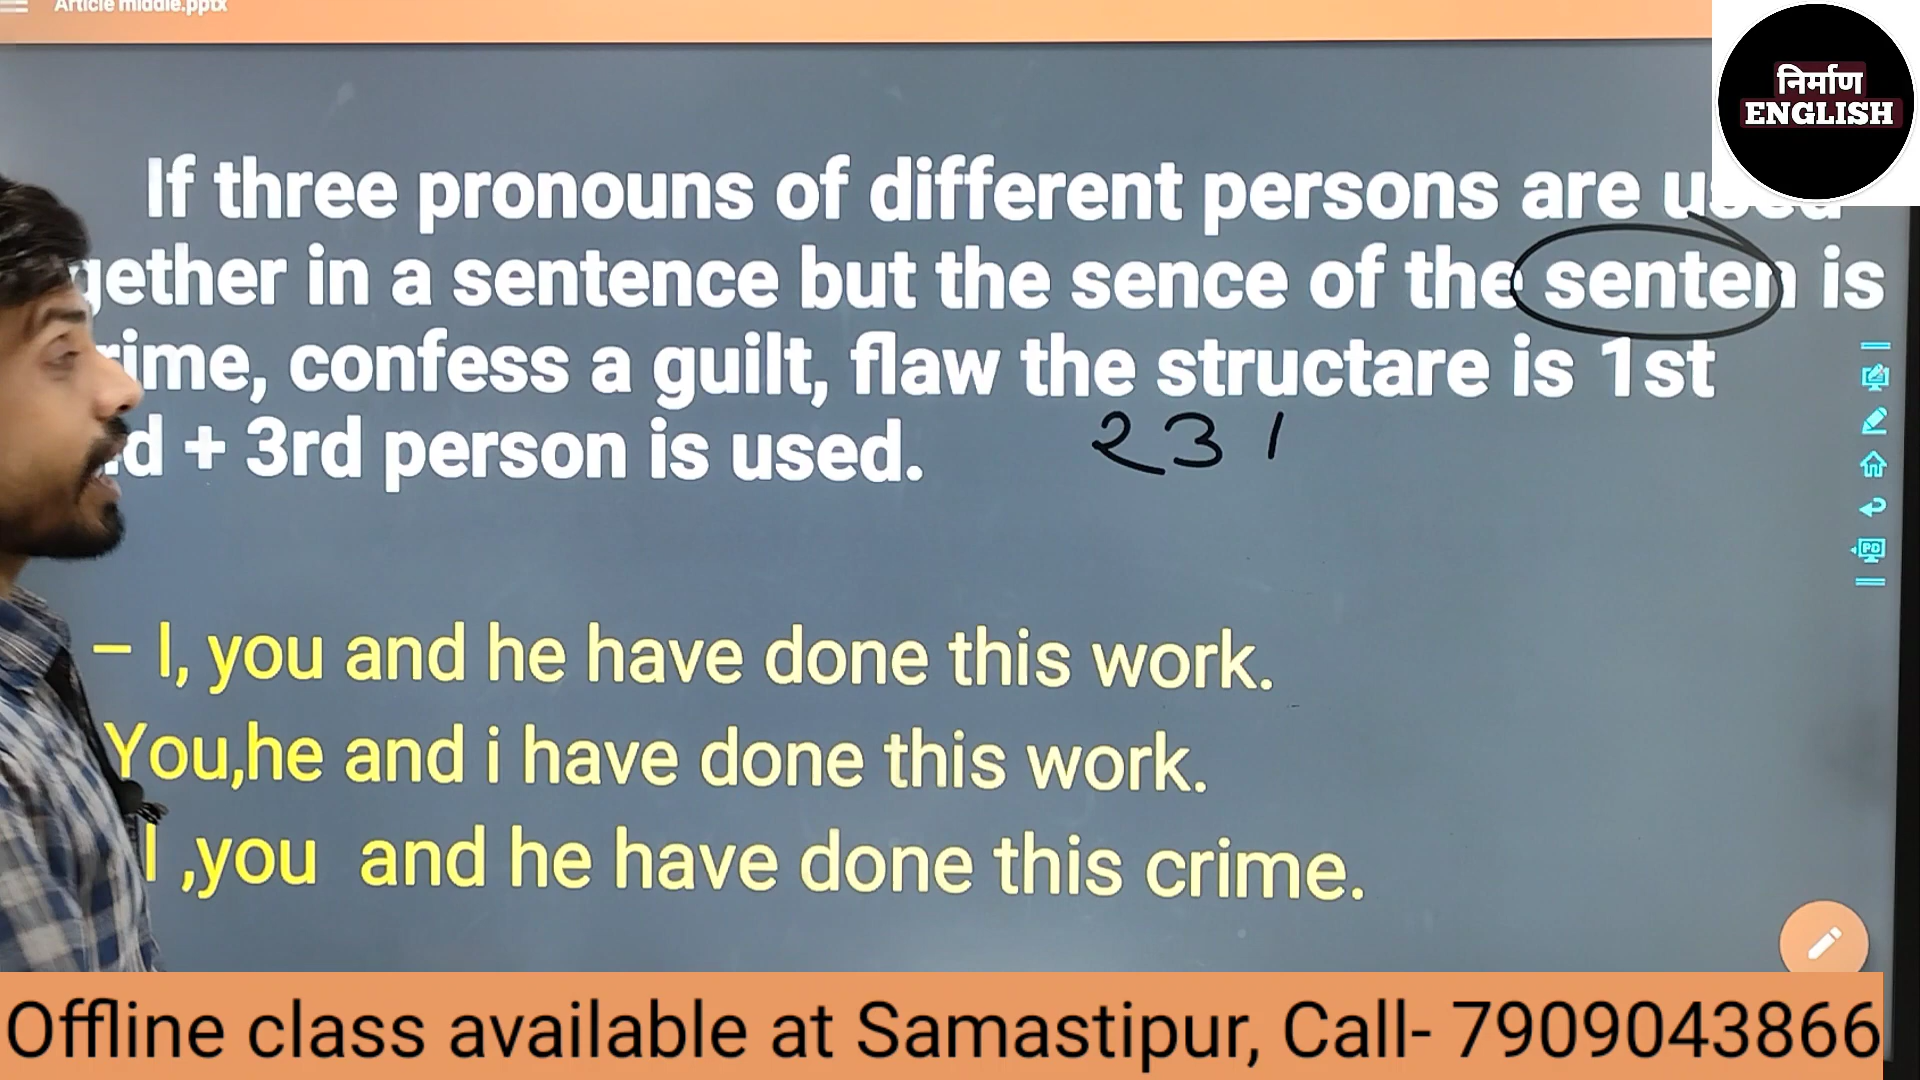 Article middle.pptx
निर्माण
ENGLISH
If three pronouns of different persons are used
gether in a sentence but the sence of the senten is
rime, confess a guilt, flaw the structare is 1st
d + 3rd person is used.
2 3 1
– I, you and he have done this work.
You,he and i have done this work.
I ,you and he have done this crime.
PD
Offline class available at Samastipur, Call- 7909043866